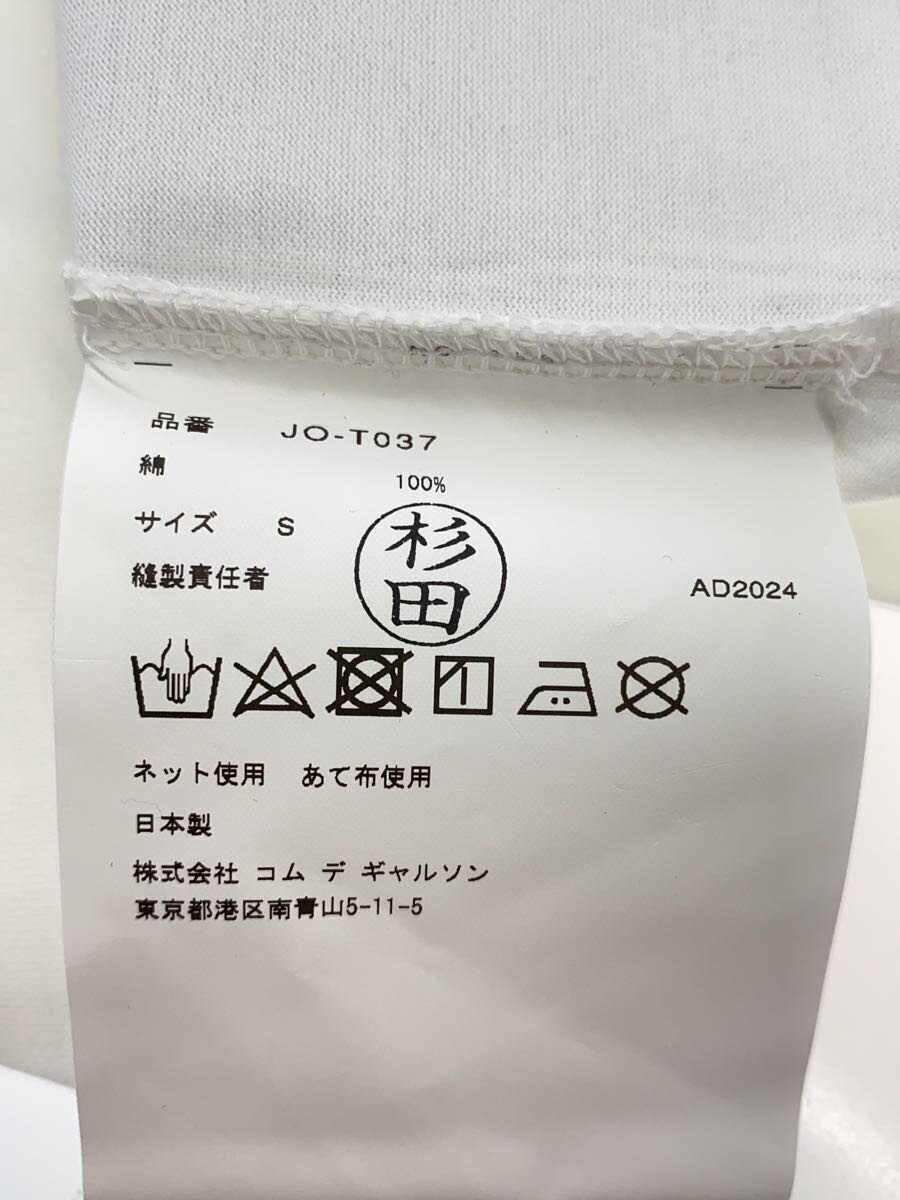 品番 JO-T037
綿 100%
サイズ S
縫製責任者 杉田 AD2024
ネット使用 あて布使用
日本製
株式会社 コム デ ギャルソン
東京都港区南青山5-11-5